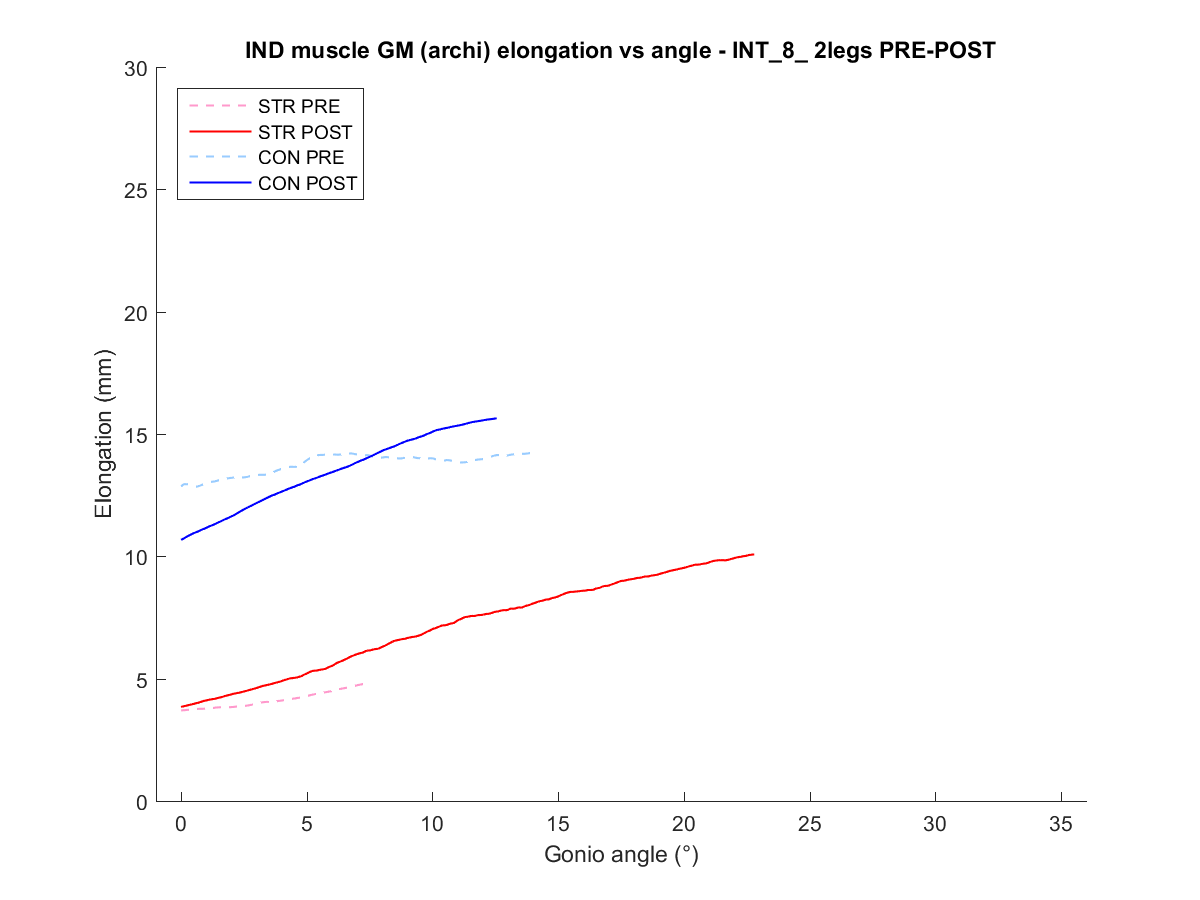 IND muscle GM (archi) elongation vs angle - INT_8_ 2legs PRE-POST
30
25
20
15
10
5
0
Elongation (mm)
STR PRE
STR POST
CON PRE
CON POST
0 5 10 15 20 25 30 35
Gonio angle (°)